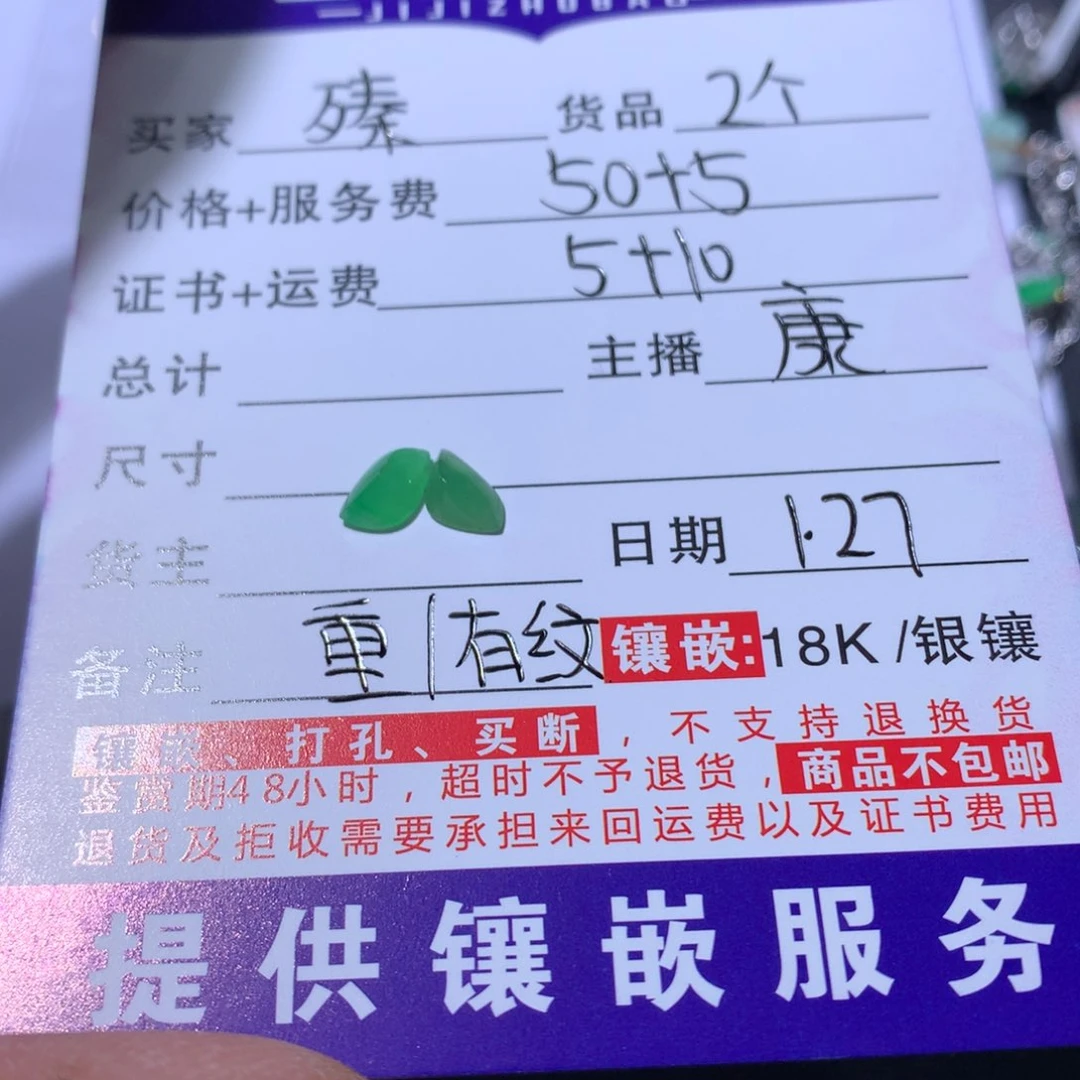 JIJIZHUBAO
买家 货品 2个
价格+服务费 50+5
证书+运费 5+10
总计 主播 康
尺寸
货主 日期 1.27
备注 重|有纹 镶嵌:18K /银镶
镶嵌、打孔、买断，不支持退换货
鉴赏期48小时，超时不予退货，商品不包邮
退货及拒收需要承担来回运费以及证书费用
提供镶嵌服务